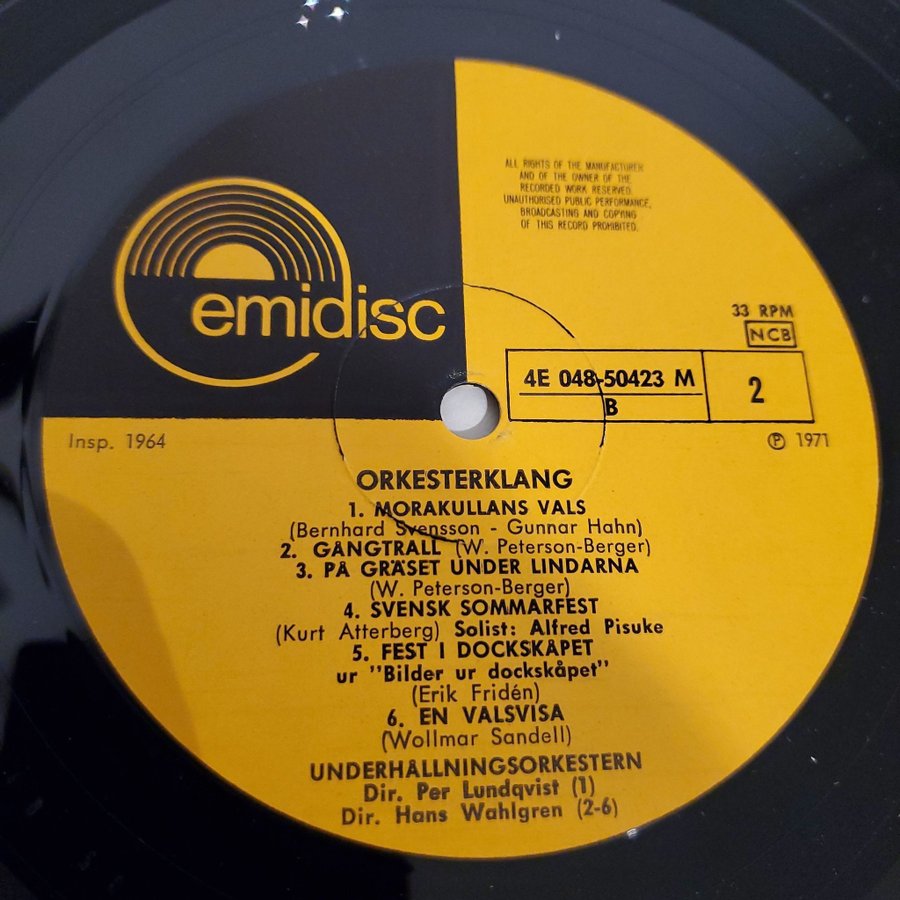 ALL RIGHTS OF THE MANUFACTURER
AND OF THE OWNER OF THE
RECORDED WORK RESERVED.
UNAUTHORISED PUBLIC PERFORMANCE,
BROADCASTING AND COPYING
OF THIS RECORD PROHIBITED.
emidisc
33 RPM
NCB
4E 048-50423 M
B
2
Insp. 1964
℗ 1971
ORKESTERKLANG
1. MORAKULLANS VALS
(Bernhard Svensson - Gunnar Hahn)
2. GÅNGTRALL (W. Peterson-Berger)
3. PÅ GRÄSET UNDER LINDARNA
(W. Peterson-Berger)
4. SVENSK SOMMARFEST
(Kurt Atterberg) Solist: Alfred Pisuke
5. FEST I DOCKSKÅPET
ur "Bilder ur dockskåpet"
(Erik Fridén)
6. EN VALSVISA
(Wollmar Sandell)
UNDERHÅLLNINGSORKESTERN
Dir. Per Lundqvist (1)
Dir. Hans Wahlgren (2-6)